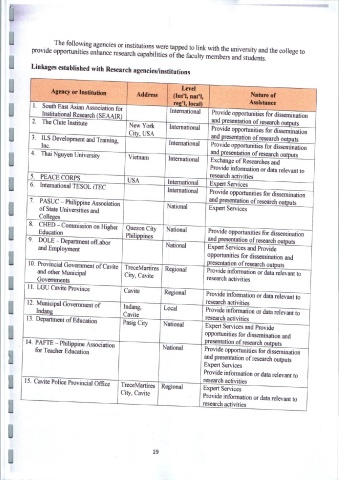 The following agencies or institutions were tapped to link with the university and the college to
provide opportunities enhance research capabilities of the faculty members and students.
Linkages established with Research agencies/institutions
Agency or Institution | Address | Level (Int'l, nat'l, reg'l, local) | Nature of Assistance
1. South East Asian Association for Institutional Research (SEAAIR) | | International | Provide opportunities for dissemination and presentation of research outputs
2. The Clute Institute | New York City, USA | International | Provide opportunities for dissemination and presentation of research outputs
3. ILS Development and Training, Inc. | | International | Provide opportunities for dissemination and presentation of research outputs
4. Thai Nguyen University | Vietnam | International | Exchange of Researches and Provide information or data relevant to research activities
5. PEACE CORPS | USA | International | Expert Services
6. International TESOL iTEC | | International | Provide opportunities for dissemination and presentation of research outputs
7. PASUC – Philippine Association of State Universities and Colleges | | National | Expert Services
8. CHED – Commission on Higher Education | Quezon City Philippines | National | Provide opportunities for dissemination and presentation of research outputs
9. DOLE - Department ofLabor and Employment | | National | Expert Services and Provide opportunities for dissemination and presentation of research outputs
10. Provincial Government of Cavite and other Municipal Governments | TreceMartires City, Cavite | Regional | Provide information or data relevant to research activities
11. LGU Cavite Province | Cavite | Regional | Provide information or data relevant to research activities
12. Municipal Government of Indang | Indang, Cavite | Local | Provide information or data relevant to research activities
13. Department of Education | Pasig City | National | Expert Services and Provide opportunities for dissemination and presentation of research outputs
14. PAFTE – Philippine Association for Teacher Education | | National | Provide opportunities for dissemination and presentation of research outputs Expert Services Provide information or data relevant to research activities
15. Cavite Police Provincial Office | TreceMartires City, Cavite | Regional | Expert Services Provide information or data relevant to research activities
19